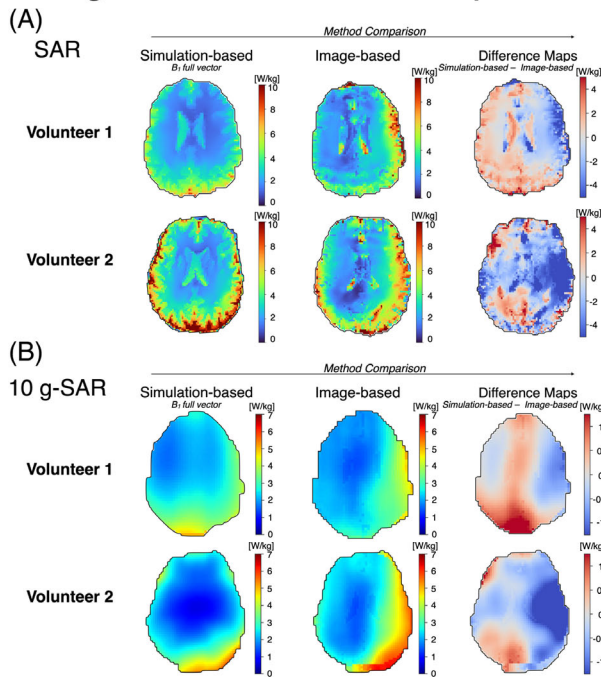 (A)
Method Comparison
SAR
Simulation-based
Image-based
Difference Maps
B₁ full vector
Simulation-based – Image-based
[W/kg]
[W/kg]
[W/kg]
Volunteer 1
10
8
6
4
2
0
10
8
6
4
2
0
4
2
0
-2
-4
[W/kg]
[W/kg]
[W/kg]
Volunteer 2
10
8
6
4
2
0
10
8
6
4
2
0
4
2
0
-2
-4
(B)
Method Comparison
10 g-SAR
Simulation-based
Image-based
Difference Maps
B₁ full vector
Simulation-based – Image-based
[W/kg]
[W/kg]
[W/kg]
Volunteer 1
7
6
5
4
3
2
1
0
7
6
5
4
3
2
1
0
[W/kg]
[W/kg]
[W/kg]
Volunteer 2
7
6
5
4
3
2
1
0
7
6
5
4
3
2
1
0